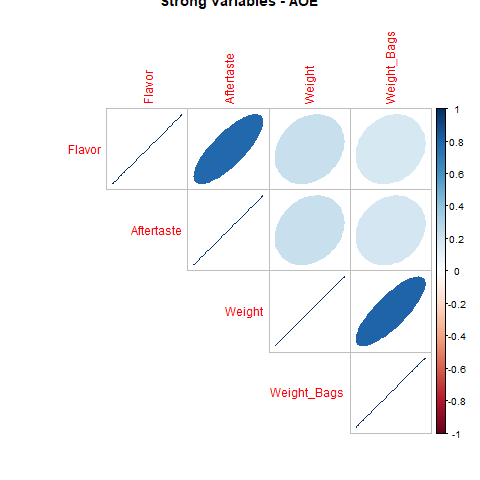 Strong Variables - AOE
Flavor
Aftertaste
Weight
Weight_Bags
Flavor
Aftertaste
Weight
Weight_Bags
1
0.8
0.6
0.4
0.2
0
-0.2
-0.4
-0.6
-0.8
-1